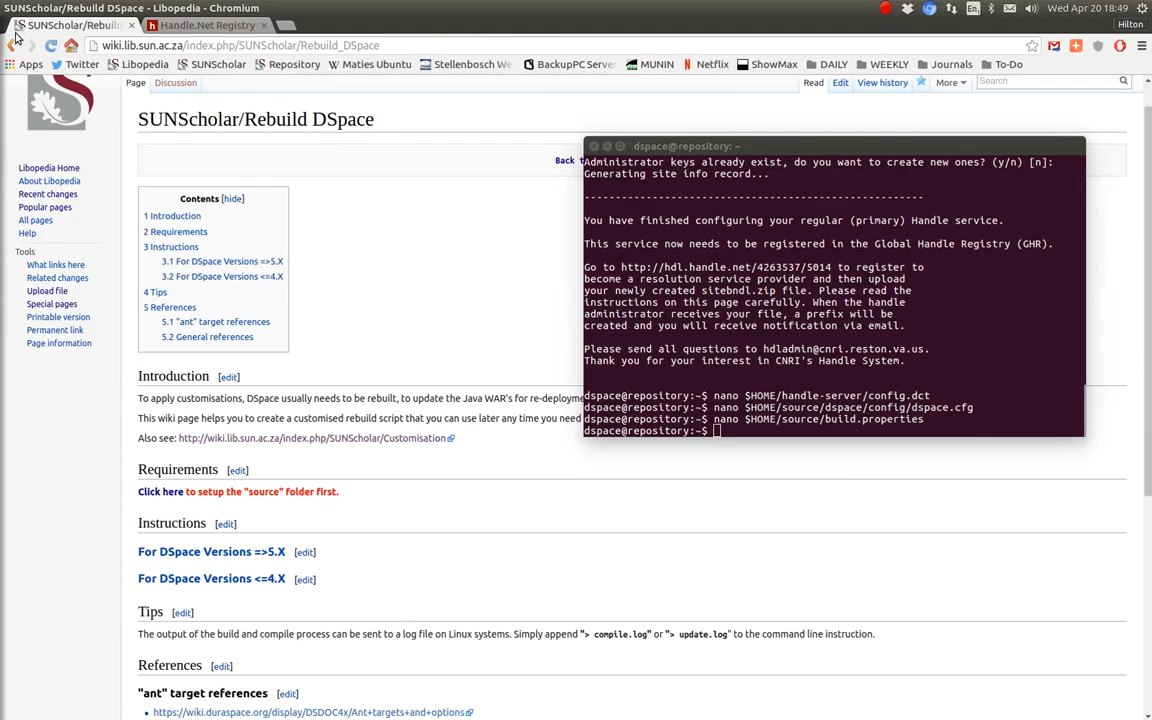 SUNScholar/Rebuild DSpace - Libopedia - Chromium
En
Wed Apr 20 18:49
SUNScholar/Rebuil
Handle.Net Registry
Hilton
wiki.lib.sun.ac.za/index.php/SUNScholar/Rebuild_DSpace
Apps Twitter Libopedia SUNScholar Repository Maties Ubuntu Stellenbosch We BackupPC Server MUNIN Netflix ShowMax DAILY WEEKLY Journals To-Do
Page Discussion Read Edit View history More Search
SUNScholar/Rebuild DSpace
Back t
Libopedia Home
About Libopedia
Recent changes
Popular pages
All pages
Help
Tools
What links here
Related changes
Upload file
Special pages
Printable version
Permanent link
Page information
Contents [hide]
1 Introduction
2 Requirements
3 Instructions
3.1 For DSpace Versions =>5.X
3.2 For DSpace Versions <=4.X
4 Tips
5 References
5.1 "ant" target references
5.2 General references
Introduction [edit]
To apply customisations, DSpace usually needs to be rebuilt, to update the Java WAR's for re-deployme
This wiki page helps you to create a customised rebuild script that you can use later any time you need
Also see: http://wiki.lib.sun.ac.za/index.php/SUNScholar/Customisation
Requirements [edit]
Click here to setup the "source" folder first.
Instructions [edit]
For DSpace Versions =>5.X [edit]
For DSpace Versions <=4.X [edit]
Tips [edit]
The output of the build and compile process can be sent to a log file on Linux systems. Simply append "> compile.log" or "> update.log" to the command line instruction.
References [edit]
"ant" target references [edit]
https://wiki.duraspace.org/display/DSDOC4x/Ant+targets+and+options
dspace@repository: ~
Administrator keys already exist, do you want to create new ones? (y/n) [n]:
Generating site info record...
-------------------------------------------------------
You have finished configuring your regular (primary) Handle service.
This service now needs to be registered in the Global Handle Registry (GHR).
Go to http://hdl.handle.net/4263537/5014 to register to
become a resolution service provider and then upload
your newly created sitebndl.zip file. Please read the
instructions on this page carefully. When the handle
administrator receives your file, a prefix will be
created and you will receive notification via email.
Please send all questions to hdladmin@cnri.reston.va.us.
Thank you for your interest in CNRI's Handle System.
dspace@repository:~$ nano $HOME/handle-server/config.dct
dspace@repository:~$ nano $HOME/source/dspace/config/dspace.cfg
dspace@repository:~$ nano $HOME/source/build.properties
dspace@repository:~$